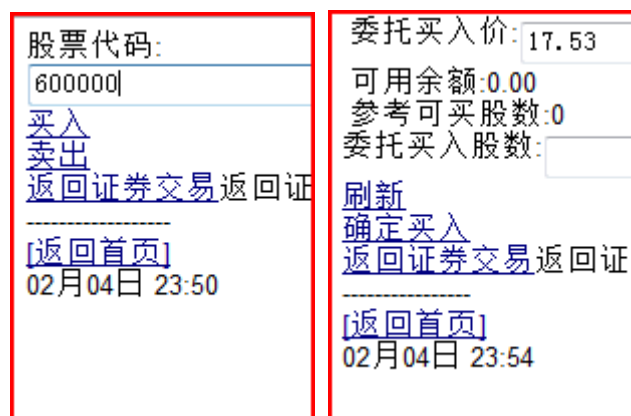 股票代码:
600000
买入
卖出
返回证券交易返回证
------------------
[返回首页]
02月04日 23:50
委托买入价:17.53
可用余额:0.00
参考可买股数:0
委托买入股数:
刷新
确定买入
返回证券交易返回证
----------------
[返回首页]
02月04日 23:54